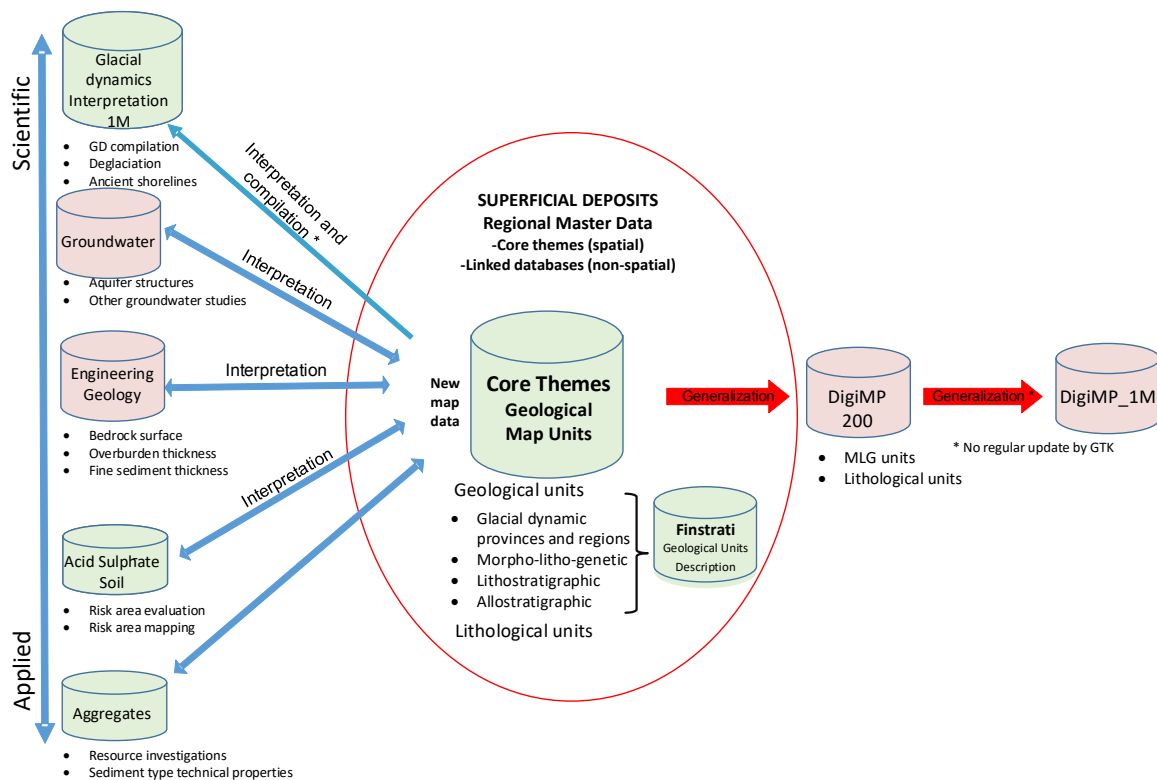 Scientific
Applied
Glacial
dynamics
Interpretation
1M
• GD compilation
• Deglaciation
• Ancient shorelines
Groundwater
• Aquifer structures
• Other groundwater studies
Engineering
Geology
• Bedrock surface
• Overburden thickness
• Fine sediment thickness
Acid Sulphate
Soil
• Risk area evaluation
• Risk area mapping
Aggregates
• Resource investigations
• Sediment type technical properties
Interpretation and
compilation *
Interpretation
Interpretation
Interpretation
SUPERFICIAL DEPOSITS
Regional Master Data
-Core themes (spatial)
-Linked databases (non-spatial)
New
map
data
Core Themes
Geological
Map Units
Geological units
• Glacial dynamic
provinces and regions
• Morpho-litho-genetic
• Lithostratigraphic
• Allostratigraphic
Lithological units
Finstrati
Geological Units
Description
Generalization
DigiMP
200
• MLG units
• Lithological units
Generalization *
* No regular update by GTK
DigiMP_1M